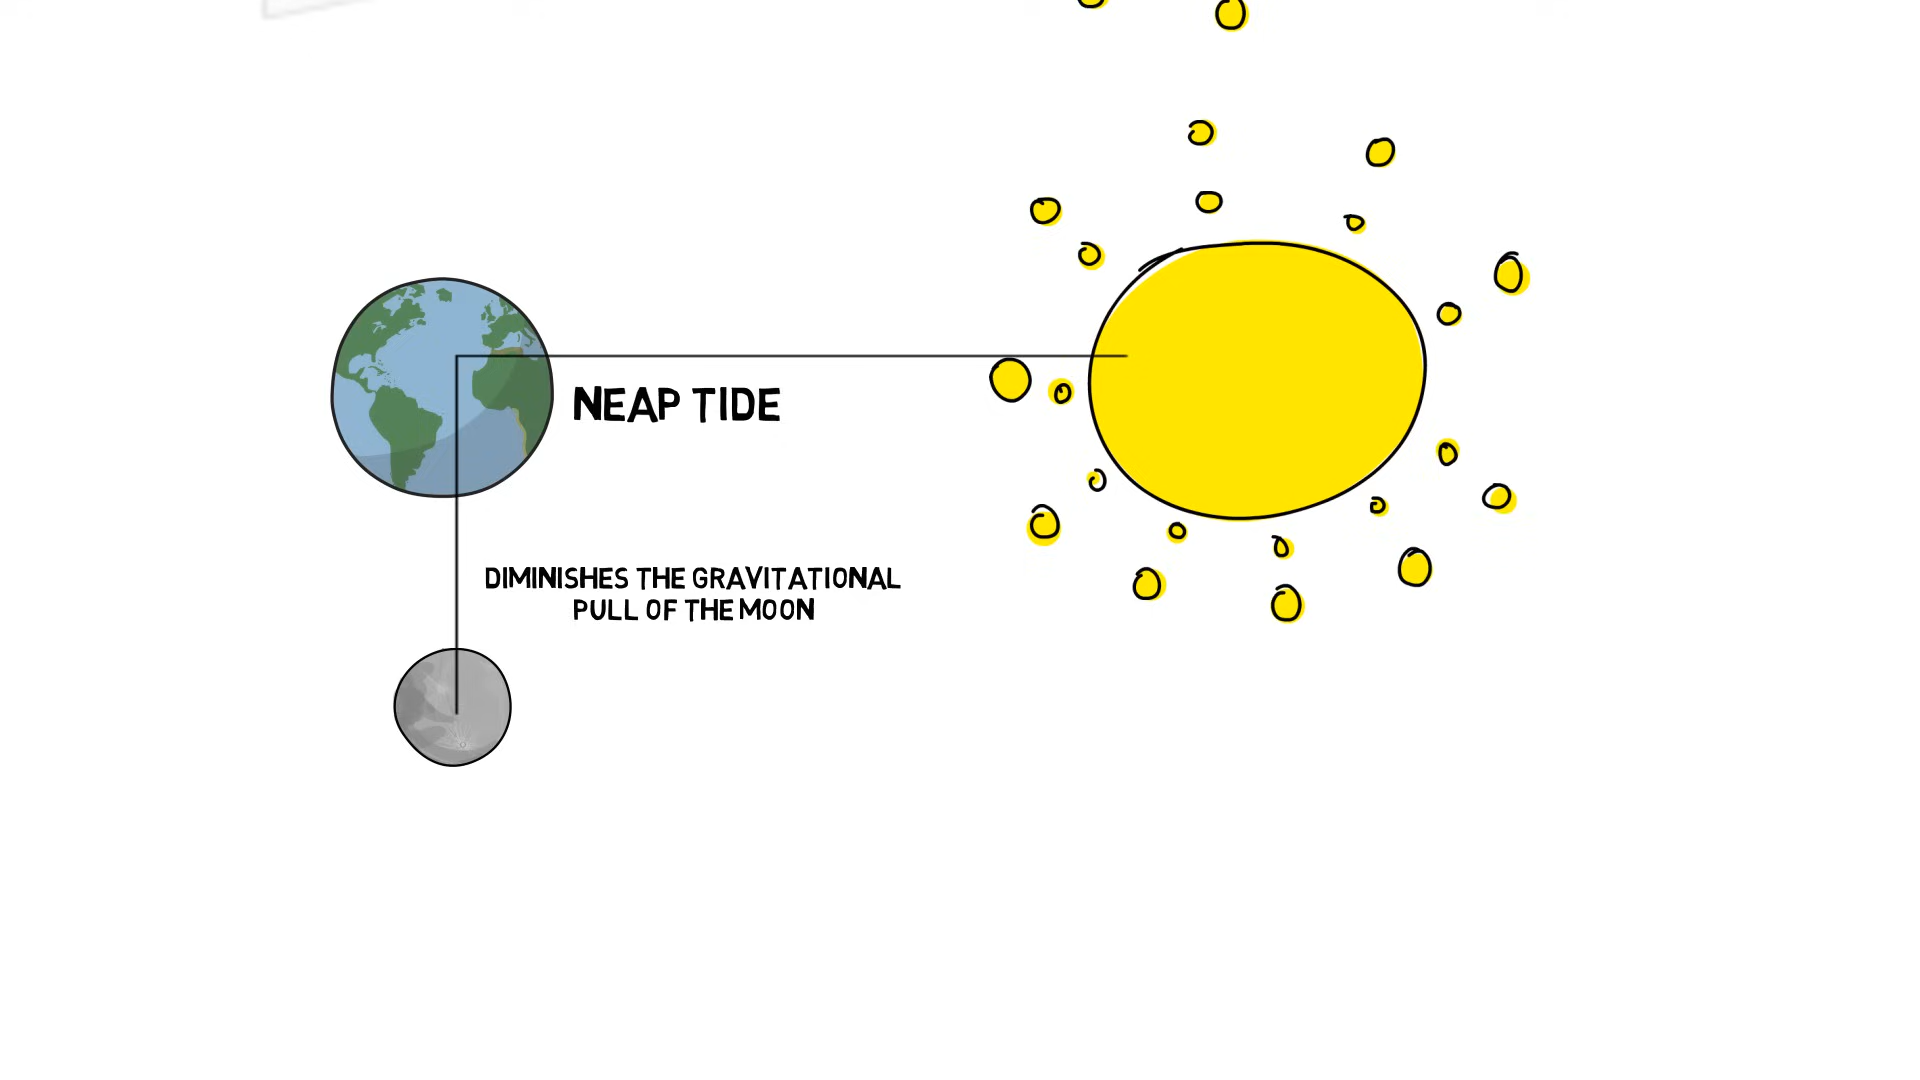 NEAP TIDE
DIMINISHES THE GRAVITATIONAL
PULL OF THE MOON